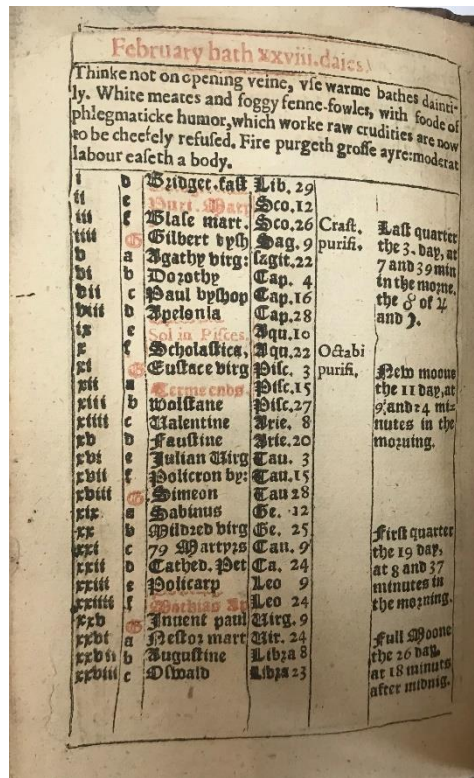 February hath xxviii.daies.
Thinke not on opening veine, vse warme bathes dainti-
ly. White meates and foggy fenne-fowles, with foode of
phlegmaticke humor,which worke raw crudities are now
to be cheefely refused. Fire purgeth grosse ayre:moderat
labour easeth a body.
i d Bridget.fast Lib. 29
ii e Puri. Mary Sco.12
iii f Blase mart. Sco.26 Crast. Last quarter
iiii G Gilbert bysh Sag. 9 purifi. the 3. day, at
v a Agathy virg: sagit.22 7 and 39 min
vi b Dorothy Cap. 4 in the morne.
vii c Paul byshop Cap.16 the ☍ of ♃
viii d Apelonia Cap.28 and ☽.
ix e Sol in Pisces. Aqu.10
x f Scholastica, Aqu.22 Octabi
xi G Eustace virg Pisc. 3 purifi. New moone
xii a Terme ends. Pisc.15 the 11 day,at
xiii b Wolstane Pisc.27 9 and 24 mi-
xiiii c Valentine Arie. 8 nutes in the
xv d Faustine Arie.20 morning.
xvi e Julian Virg Tau. 3
xvii f Policron by: Tau.15
xviii G Simeon Tau 28
xix a Sabinus Ge. 12
xx b Mildred virg Ge. 25 First quarter
xxi c 79 Martyrs Can. 9 the 19 day,
xxii d Cathed. Pet Ca. 24 at 8 and 37
xxiii e Policarp Leo 9 minutes in
xxiiii f Mathias Ap Leo 24 the morning.
xxv G Inuent paul Virg. 9
xxvi a Nestor mart Vir. 24 Full Moone
xxvii b Augustine Libra 8 the 26 day.
xxviii c Oswald Libra 23 at 18 minuts
after midnig.